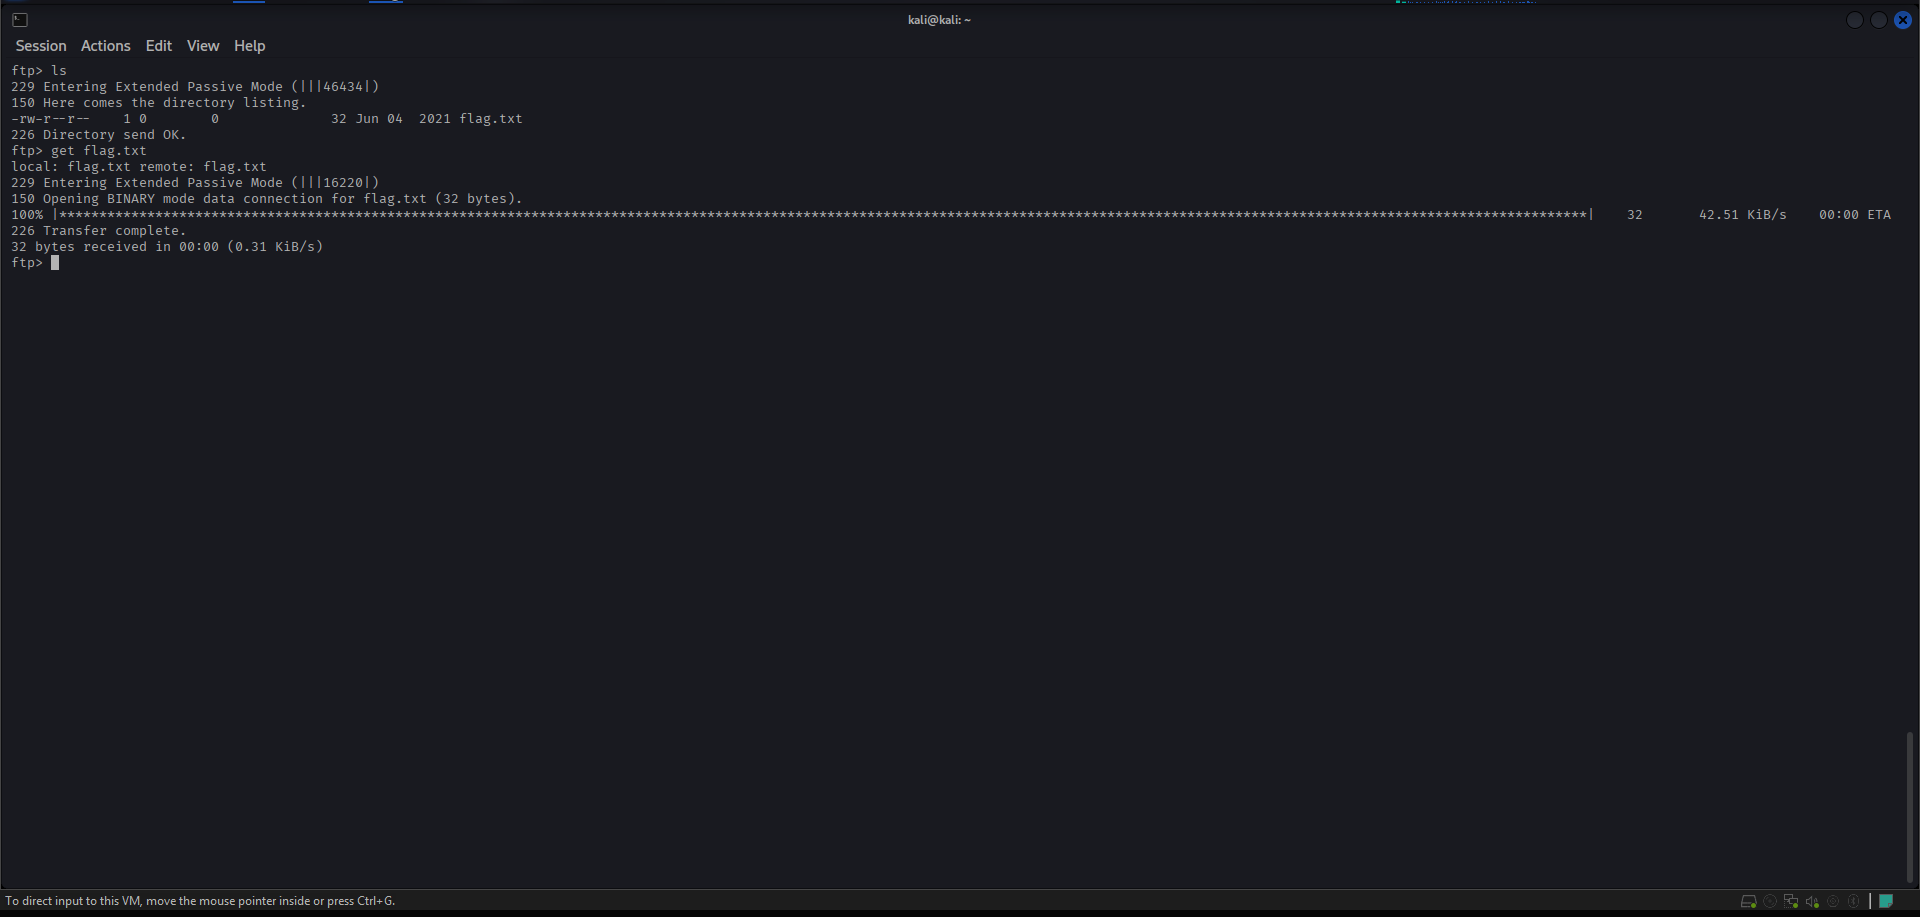 kali@kali: ~
Session Actions Edit View Help
ftp> ls
229 Entering Extended Passive Mode (|||46434|)
150 Here comes the directory listing.
-rw-r--r--    1 0        0              32 Jun 04  2021 flag.txt
226 Directory send OK.
ftp> get flag.txt
local: flag.txt remote: flag.txt
229 Entering Extended Passive Mode (|||16220|)
150 Opening BINARY mode data connection for flag.txt (32 bytes).
100% |***********************************************************************************************************************************************************************************************| 32 42.51 KiB/s 00:00 ETA
226 Transfer complete.
32 bytes received in 00:00 (0.31 KiB/s)
ftp>
To direct input to this VM, move the mouse pointer inside or press Ctrl+G.